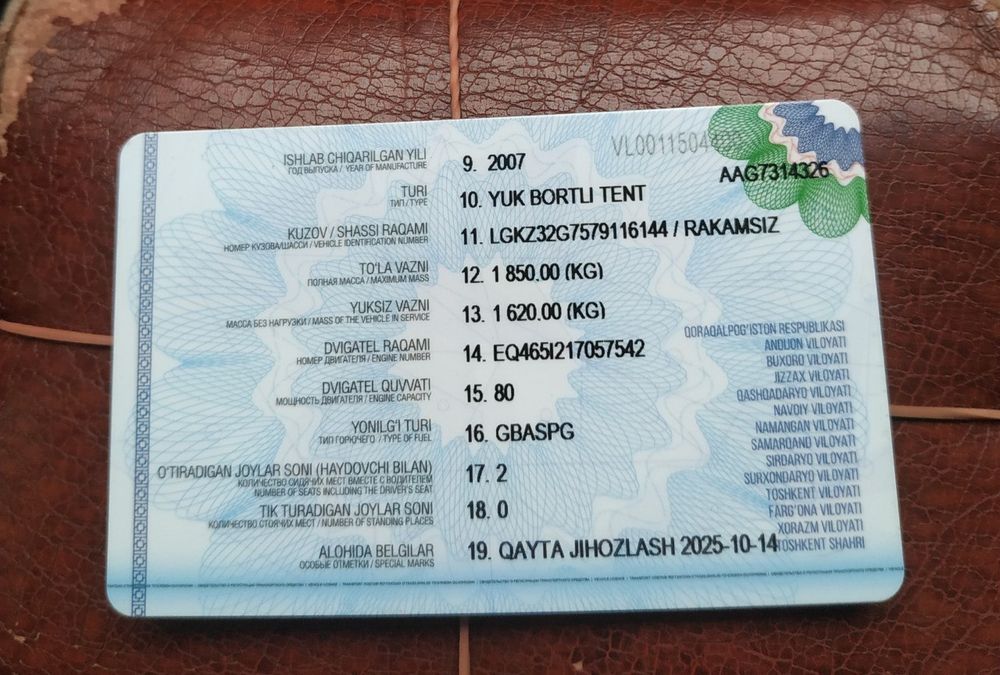 VL0011504
AAG7314326
ISHLAB CHIQARILGAN YILI
ГОД ВЫПУСКА / YEAR OF MANUFACTURE
9. 2007
TURI
ТИП / TYPE
10. YUK BORTLI TENT
KUZOV / SHASSI RAQAMI
НОМЕР КУЗОВА/ШАССИ / VEHICLE IDENTIFICATION NUMBER
11. LGKZ32G7579116144 / RAKAMSIZ
TO'LA VAZNI
ПОЛНАЯ МАССА / MAXIMUM MASS
12. 1 850.00 (KG)
YUKSIZ VAZNI
МАССА БЕЗ НАГРУЗКИ / MASS OF THE VEHICLE IN SERVICE
13. 1 620.00 (KG)
DVIGATEL RAQAMI
НОМЕР ДВИГАТЕЛЯ / ENGINE NUMBER
14. EQ465I217057542
DVIGATEL QUVVATI
МОЩНОСТЬ ДВИГАТЕЛЯ / ENGINE CAPACITY
15. 80
YONILG'I TURI
ТИП ГОРЮЧЕГО / TYPE OF FUEL
16. GBASPG
O'TIRADIGAN JOYLAR SONI (HAYDOVCHI BILAN)
КОЛИЧЕСТВО СИДЯЧИХ МЕСТ ВМЕСТЕ С ВОДИТЕЛЕМ
NUMBER OF SEATS INCLUDING THE DRIVER'S SEAT
17. 2
TIK TURADIGAN JOYLAR SONI
КОЛИЧЕСТВО СТОЯЧИХ МЕСТ / NUMBER OF STANDING PLACES
18. 0
ALOHIDA BELGILAR
ОСОБЫЕ ОТМЕТКИ / SPECIAL MARKS
19. QAYTA JIHOZLASH 2025-10-14
QORAQALPOG'ISTON RESPUBLIKASI
ANDIJON VILOYATI
BUXORO VILOYATI
JIZZAX VILOYATI
QASHQADARYO VILOYATI
NAVOIY VILOYATI
NAMANGAN VILOYATI
SAMARQAND VILOYATI
SIRDARYO VILOYATI
SURXONDARYO VILOYATI
TOSHKENT VILOYATI
FARG'ONA VILOYATI
XORAZM VILOYATI
TOSHKENT SHAHRI